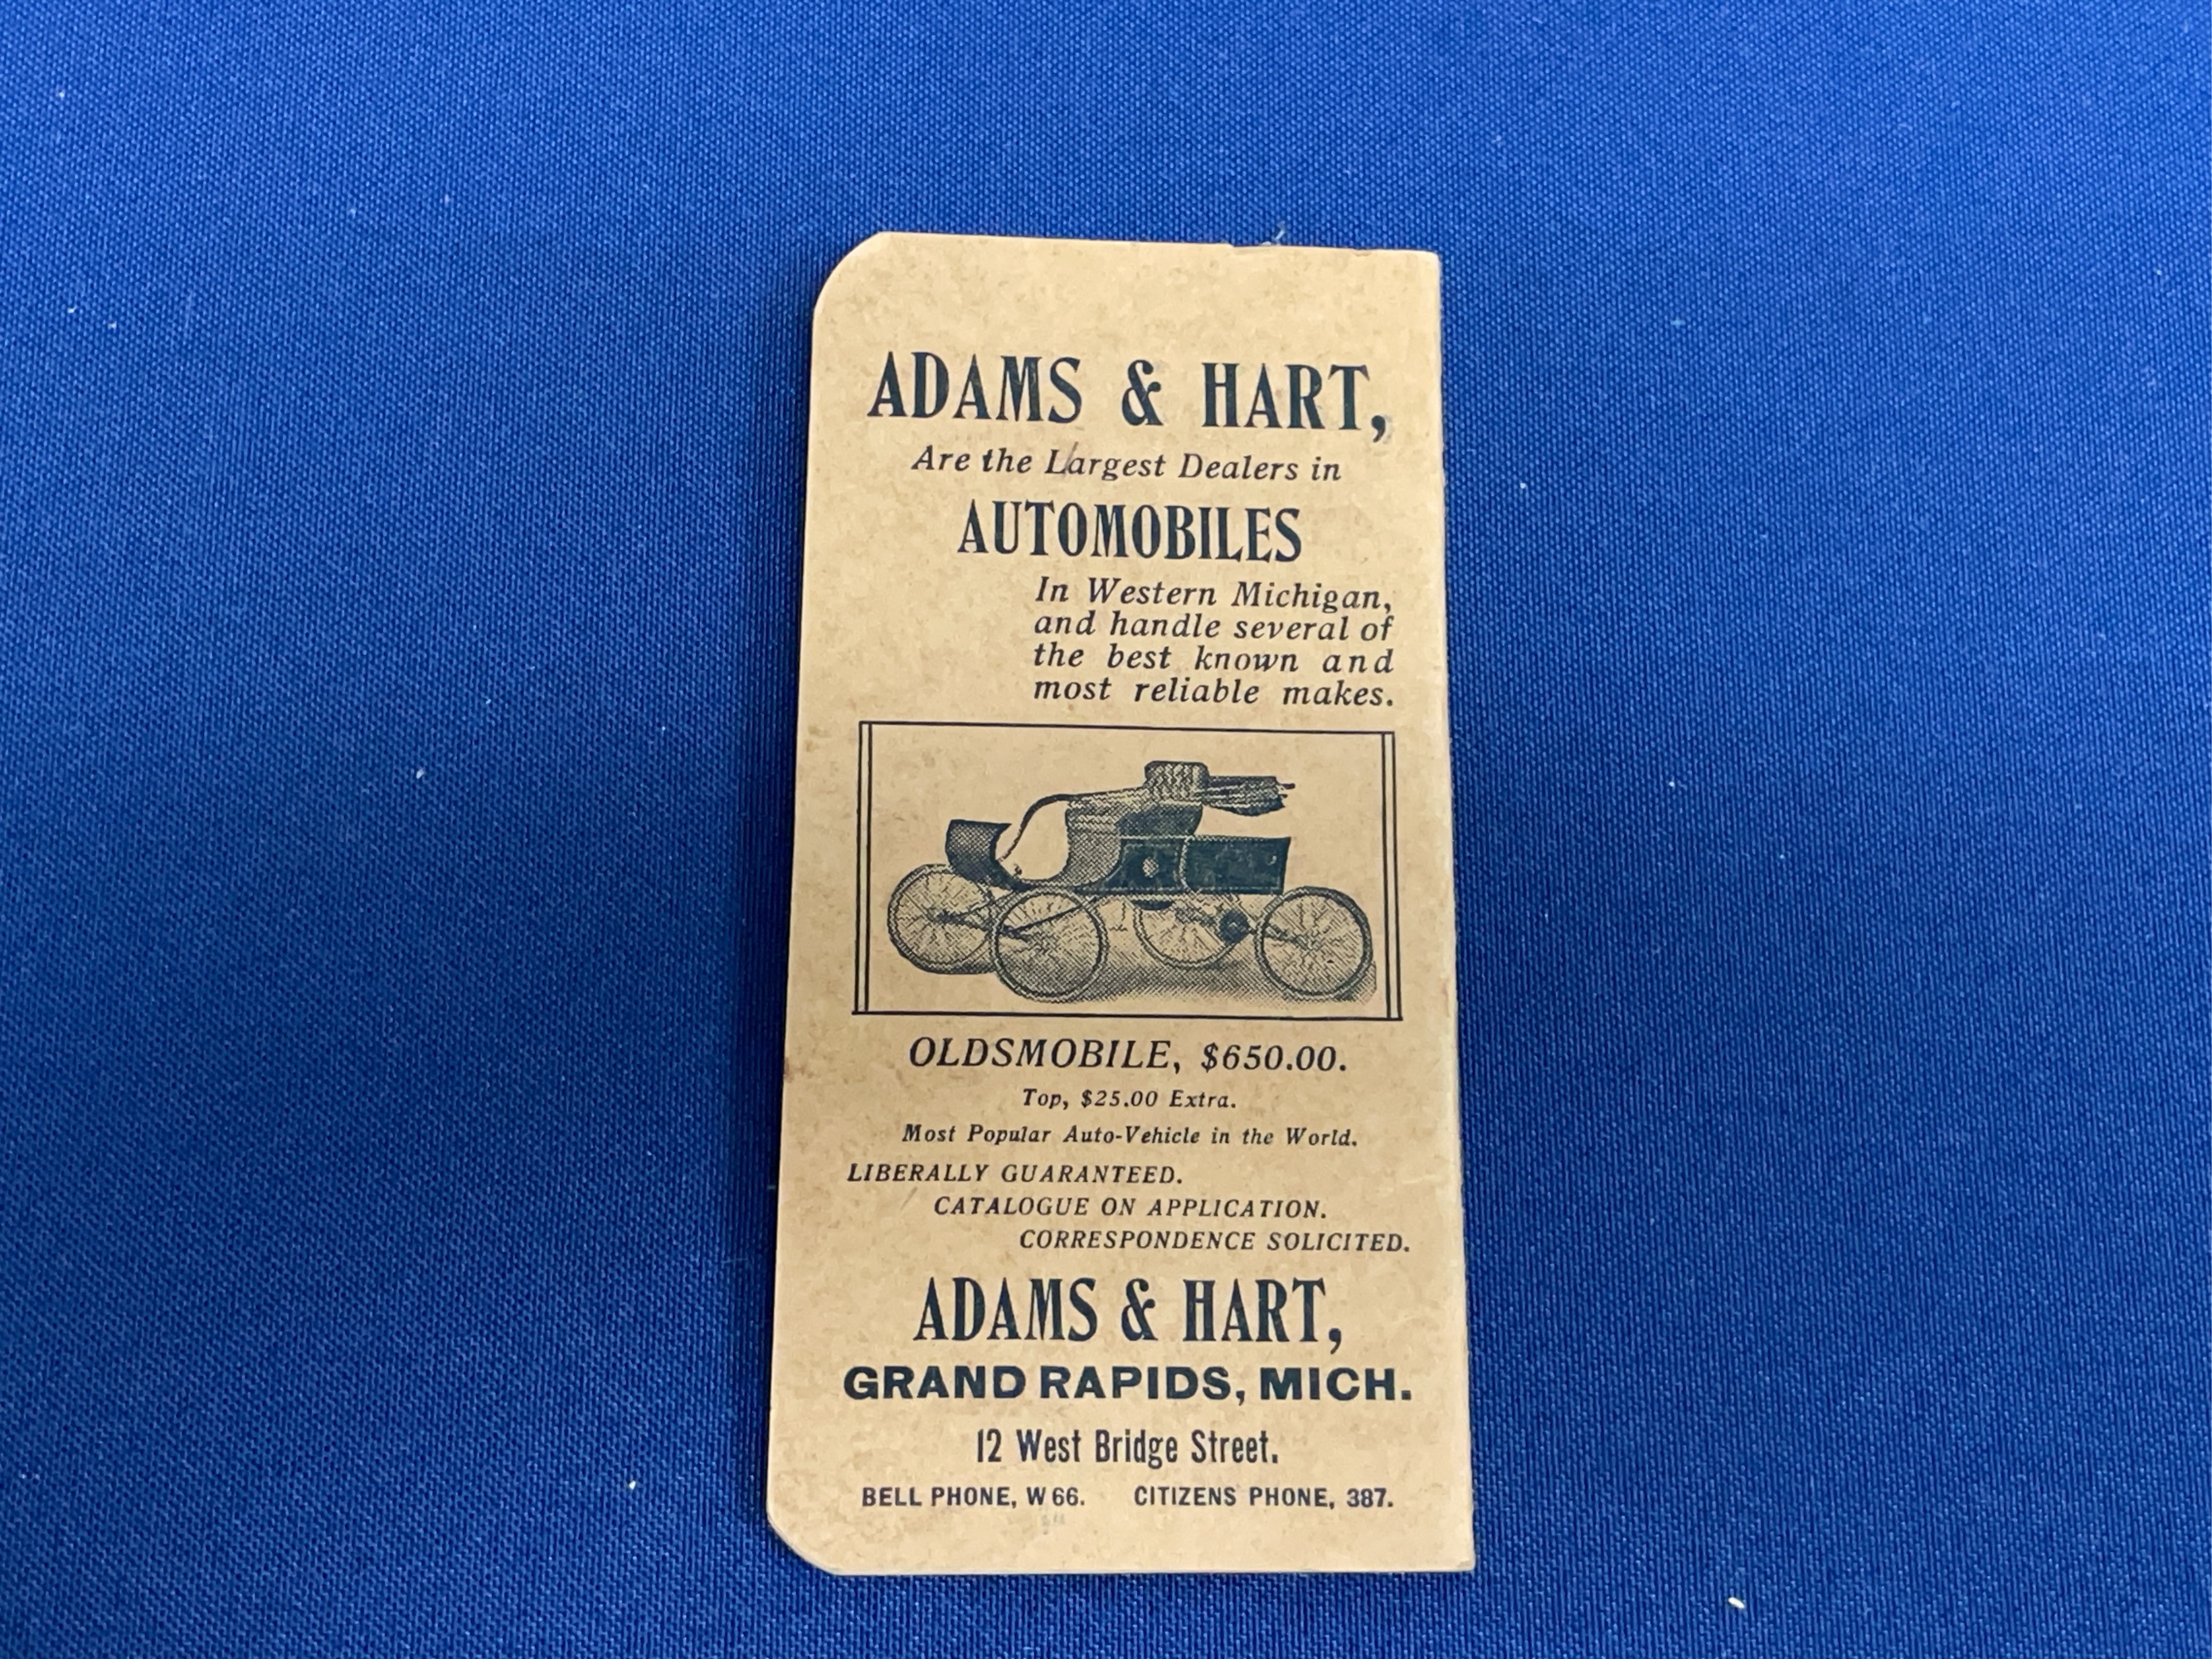 ADAMS & HART,
Are the Largest Dealers in
AUTOMOBILES
In Western Michigan,
and handle several of
the best known and
most reliable makes.
OLDSMOBILE, $650.00.
Top, $25.00 Extra.
Most Popular Auto-Vehicle in the World.
LIBERALLY GUARANTEED.
CATALOGUE ON APPLICATION.
CORRESPONDENCE SOLICITED.
ADAMS & HART,
GRAND RAPIDS, MICH.
12 West Bridge Street.
BELL PHONE, W 66. CITIZENS PHONE, 387.